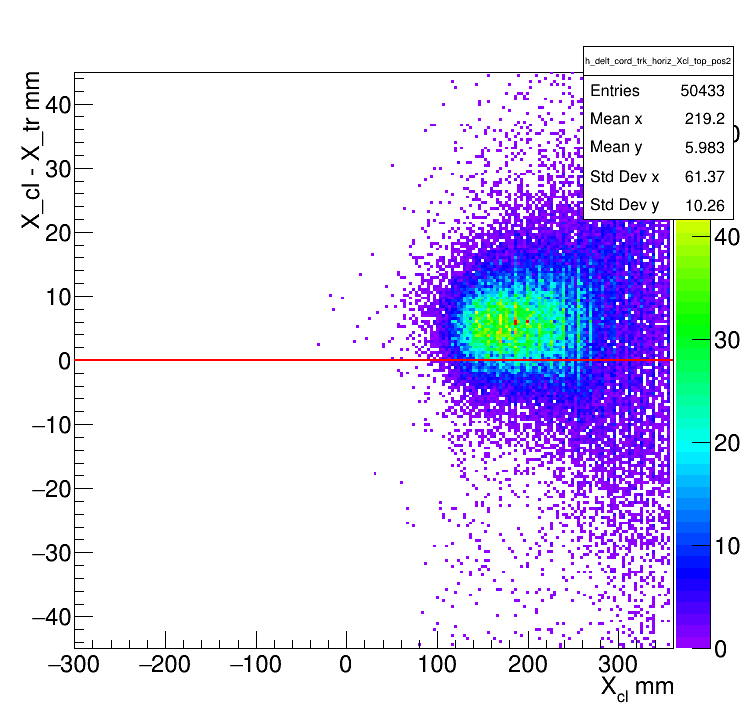 h_delt_cord_trk_horiz_Xcl_top_pos2
Entries 50433
Mean x 219.2
Mean y 5.983
Std Dev x 61.37
Std Dev y 10.26
X_cl - X_tr mm
40
30
20
10
0
−10
−20
−30
−40
−300 −200 −100 0 100 200 300
X_cl mm
40
30
20
10
0